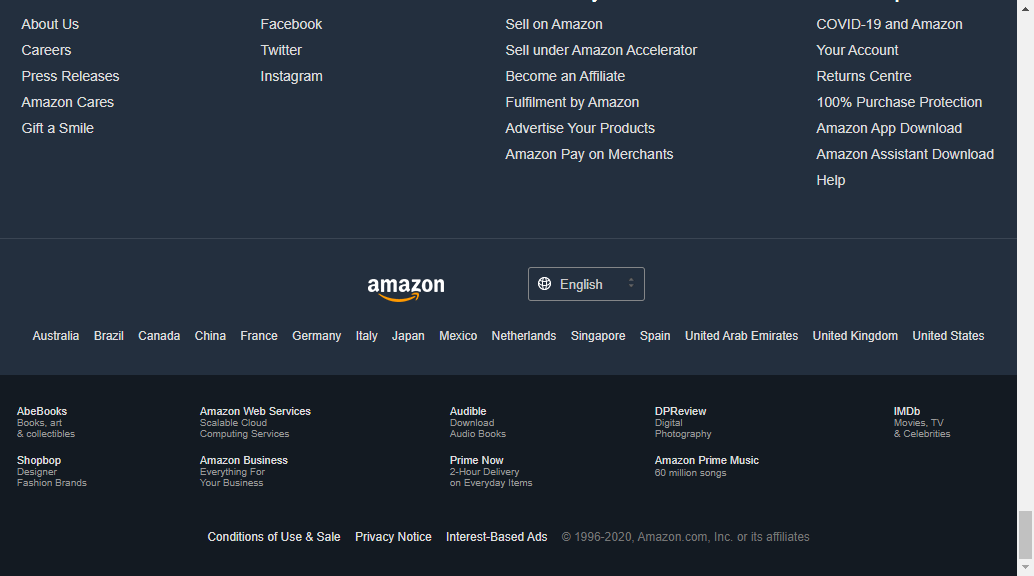 About Us
Careers
Press Releases
Amazon Cares
Gift a Smile
Facebook
Twitter
Instagram
Sell on Amazon
Sell under Amazon Accelerator
Become an Affiliate
Fulfilment by Amazon
Advertise Your Products
Amazon Pay on Merchants
COVID-19 and Amazon
Your Account
Returns Centre
100% Purchase Protection
Amazon App Download
Amazon Assistant Download
Help
amazon
English
Australia Brazil Canada China France Germany Italy Japan Mexico Netherlands Singapore Spain United Arab Emirates United Kingdom United States
AbeBooks
Books, art
& collectibles
Amazon Web Services
Scalable Cloud
Computing Services
Audible
Download
Audio Books
DPReview
Digital
Photography
IMDb
Movies, TV
& Celebrities
Shopbop
Designer
Fashion Brands
Amazon Business
Everything For
Your Business
Prime Now
2-Hour Delivery
on Everyday Items
Amazon Prime Music
60 million songs
Conditions of Use & Sale Privacy Notice Interest-Based Ads © 1996-2020, Amazon.com, Inc. or its affiliates